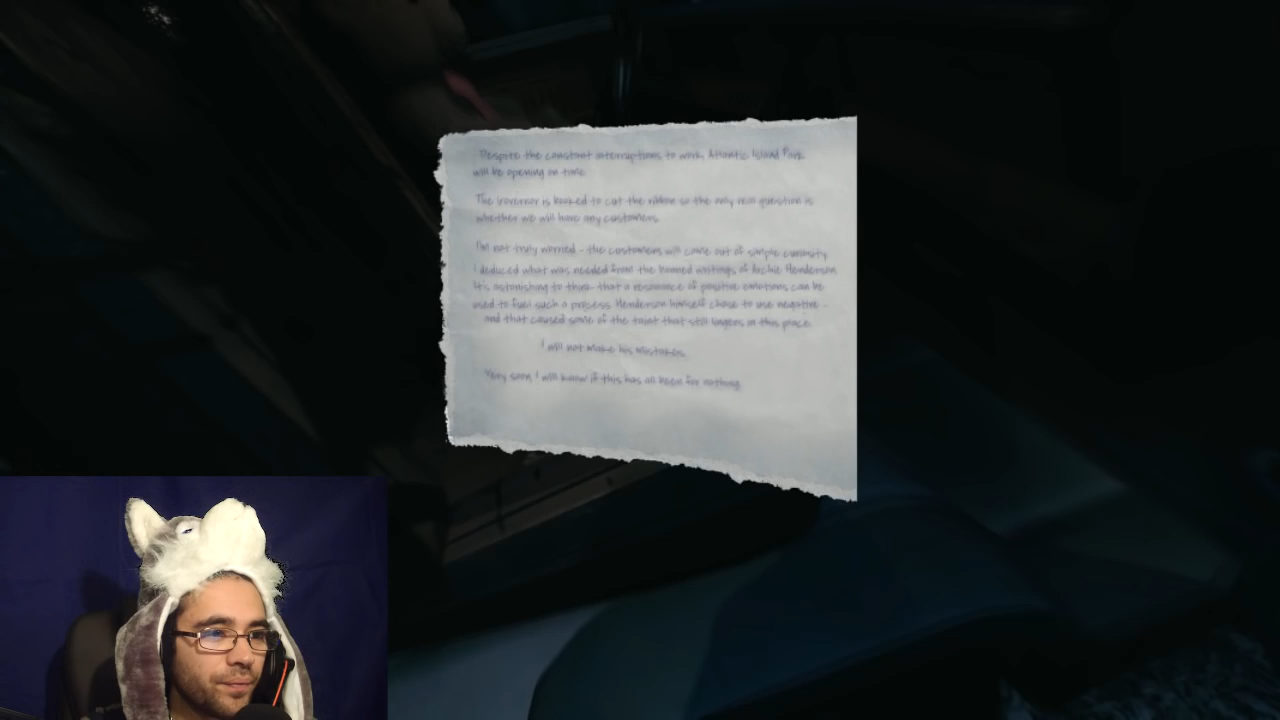 Despite the constant interruptions to work, Atlantic Island Park
will be opening on time.
The Governor is booked to cut the ribbon so the only real question is
whether we will have any customers.
I'm not truly worried - the customers will come out of simple curiosity.
I deduced what was needed from the banned writings of Archie Henderson.
It's astonishing to think that a resonance of positive emotions can be
used to fuel such a process. Henderson himself chose to use negative -
and that caused some of the taint that still lingers in this place.
I will not make his mistakes.
Very soon I will know if this has all been for nothing.